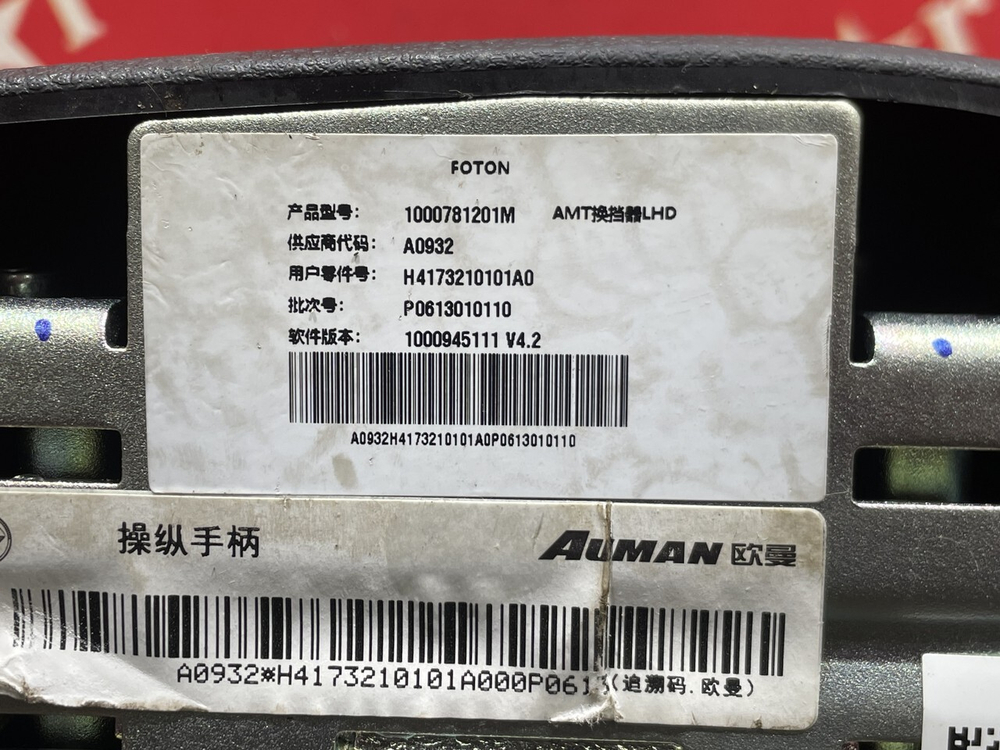 FOTON
产品型号: 1000781201M AMT换挡器LHD
供应商代码: A0932
用户零件号: H4173210101A0
批次号: P0613010110
软件版本: 1000945111 V4.2
A0932H4173210101A0P0613010110
操纵手柄 AUMAN 欧曼
A0932*H4173210101A000P061 (追溯码.欧曼)